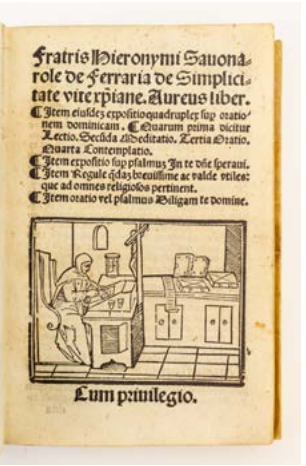 Fratris Hieronymi Sauona=
role de Ferraria de Simplici=
tate vite xp̃iane. Aureus liber.
¶ Item eiusdẽ expositio quadruplex sup oratio=
nem dominicam. ¶ Quarum prima dicitur
Lectio. Secũda Meditatio. Tertia Oratio.
Quarta Contemplatio.
¶ Item expositio sup psalmũ In te dñe speraui.
¶ Item Regule q̃daʒ breuissime ac valde vtiles:
que ad omnes religiosos pertinent.
¶ Item oratio vel psalmus Diligam te domine.
Cum priuilegio.